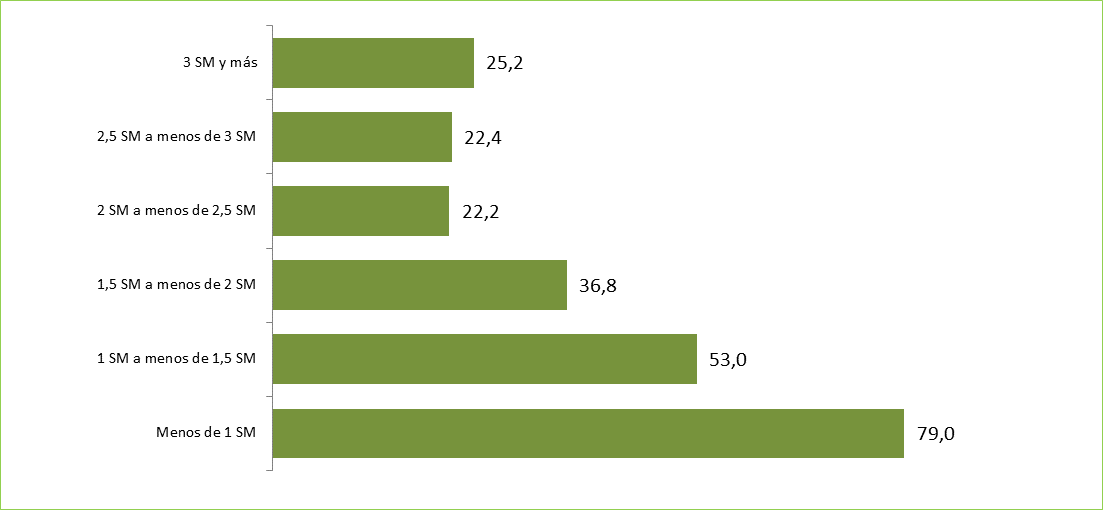 3 SM y más 25,2
2,5 SM a menos de 3 SM 22,4
2 SM a menos de 2,5 SM 22,2
1,5 SM a menos de 2 SM 36,8
1 SM a menos de 1,5 SM 53,0
Menos de 1 SM 79,0